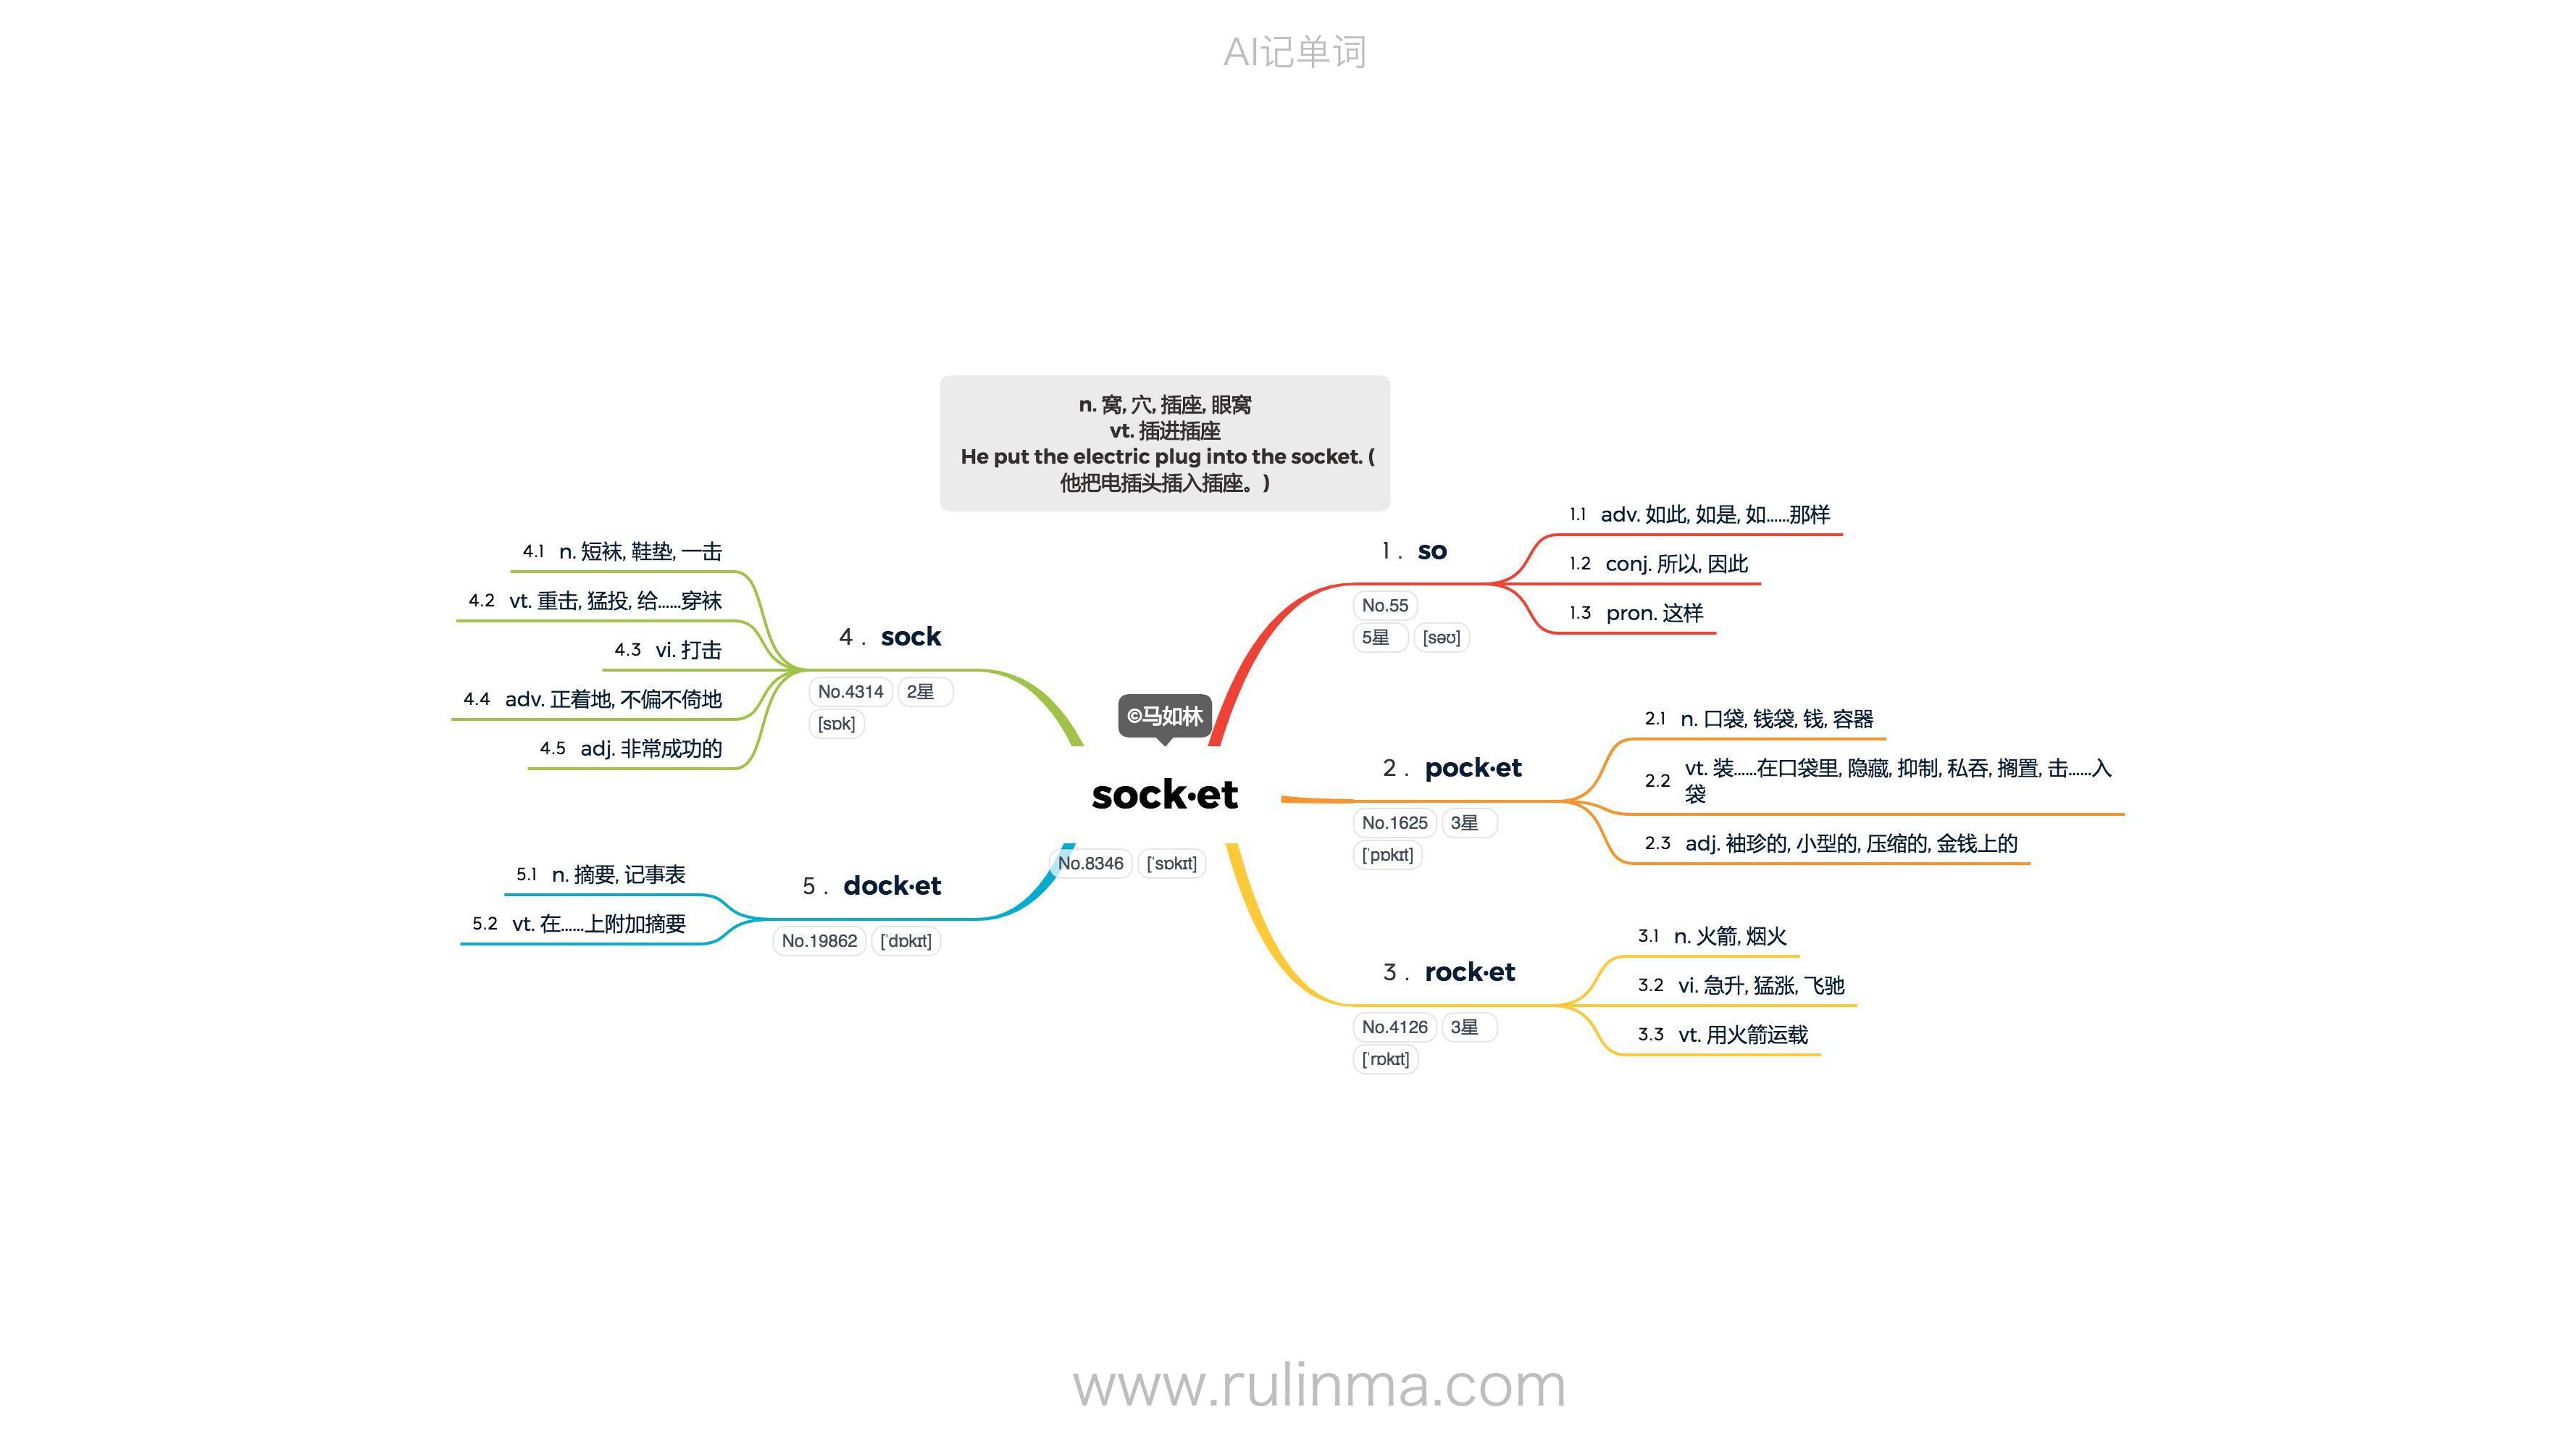 AI记单词
n. 窝, 穴, 插座, 眼窝
vt. 插进插座
He put the electric plug into the socket. (
他把电插头插入插座。)
©马如林
sock·et
No.8346 [ˈsɒkɪt]
1. so
No.55
5星 [səʊ]
1.1 adv. 如此, 如是, 如......那样
1.2 conj. 所以, 因此
1.3 pron. 这样
2. pock·et
No.1625 3星
[ˈpɒkɪt]
2.1 n. 口袋, 钱袋, 钱, 容器
2.2 vt. 装......在口袋里, 隐藏, 抑制, 私吞, 搁置, 击......入
袋
2.3 adj. 袖珍的, 小型的, 压缩的, 金钱上的
3. rock·et
No.4126 3星
[ˈrɒkɪt]
3.1 n. 火箭, 烟火
3.2 vi. 急升, 猛涨, 飞驰
3.3 vt. 用火箭运载
4. sock
No.4314 2星
[sɒk]
4.1 n. 短袜, 鞋垫, 一击
4.2 vt. 重击, 猛投, 给......穿袜
4.3 vi. 打击
4.4 adv. 正着地, 不偏不倚地
4.5 adj. 非常成功的
5. dock·et
No.19862 [ˈdɒkɪt]
5.1 n. 摘要, 记事表
5.2 vt. 在......上附加摘要
www.rulinma.com